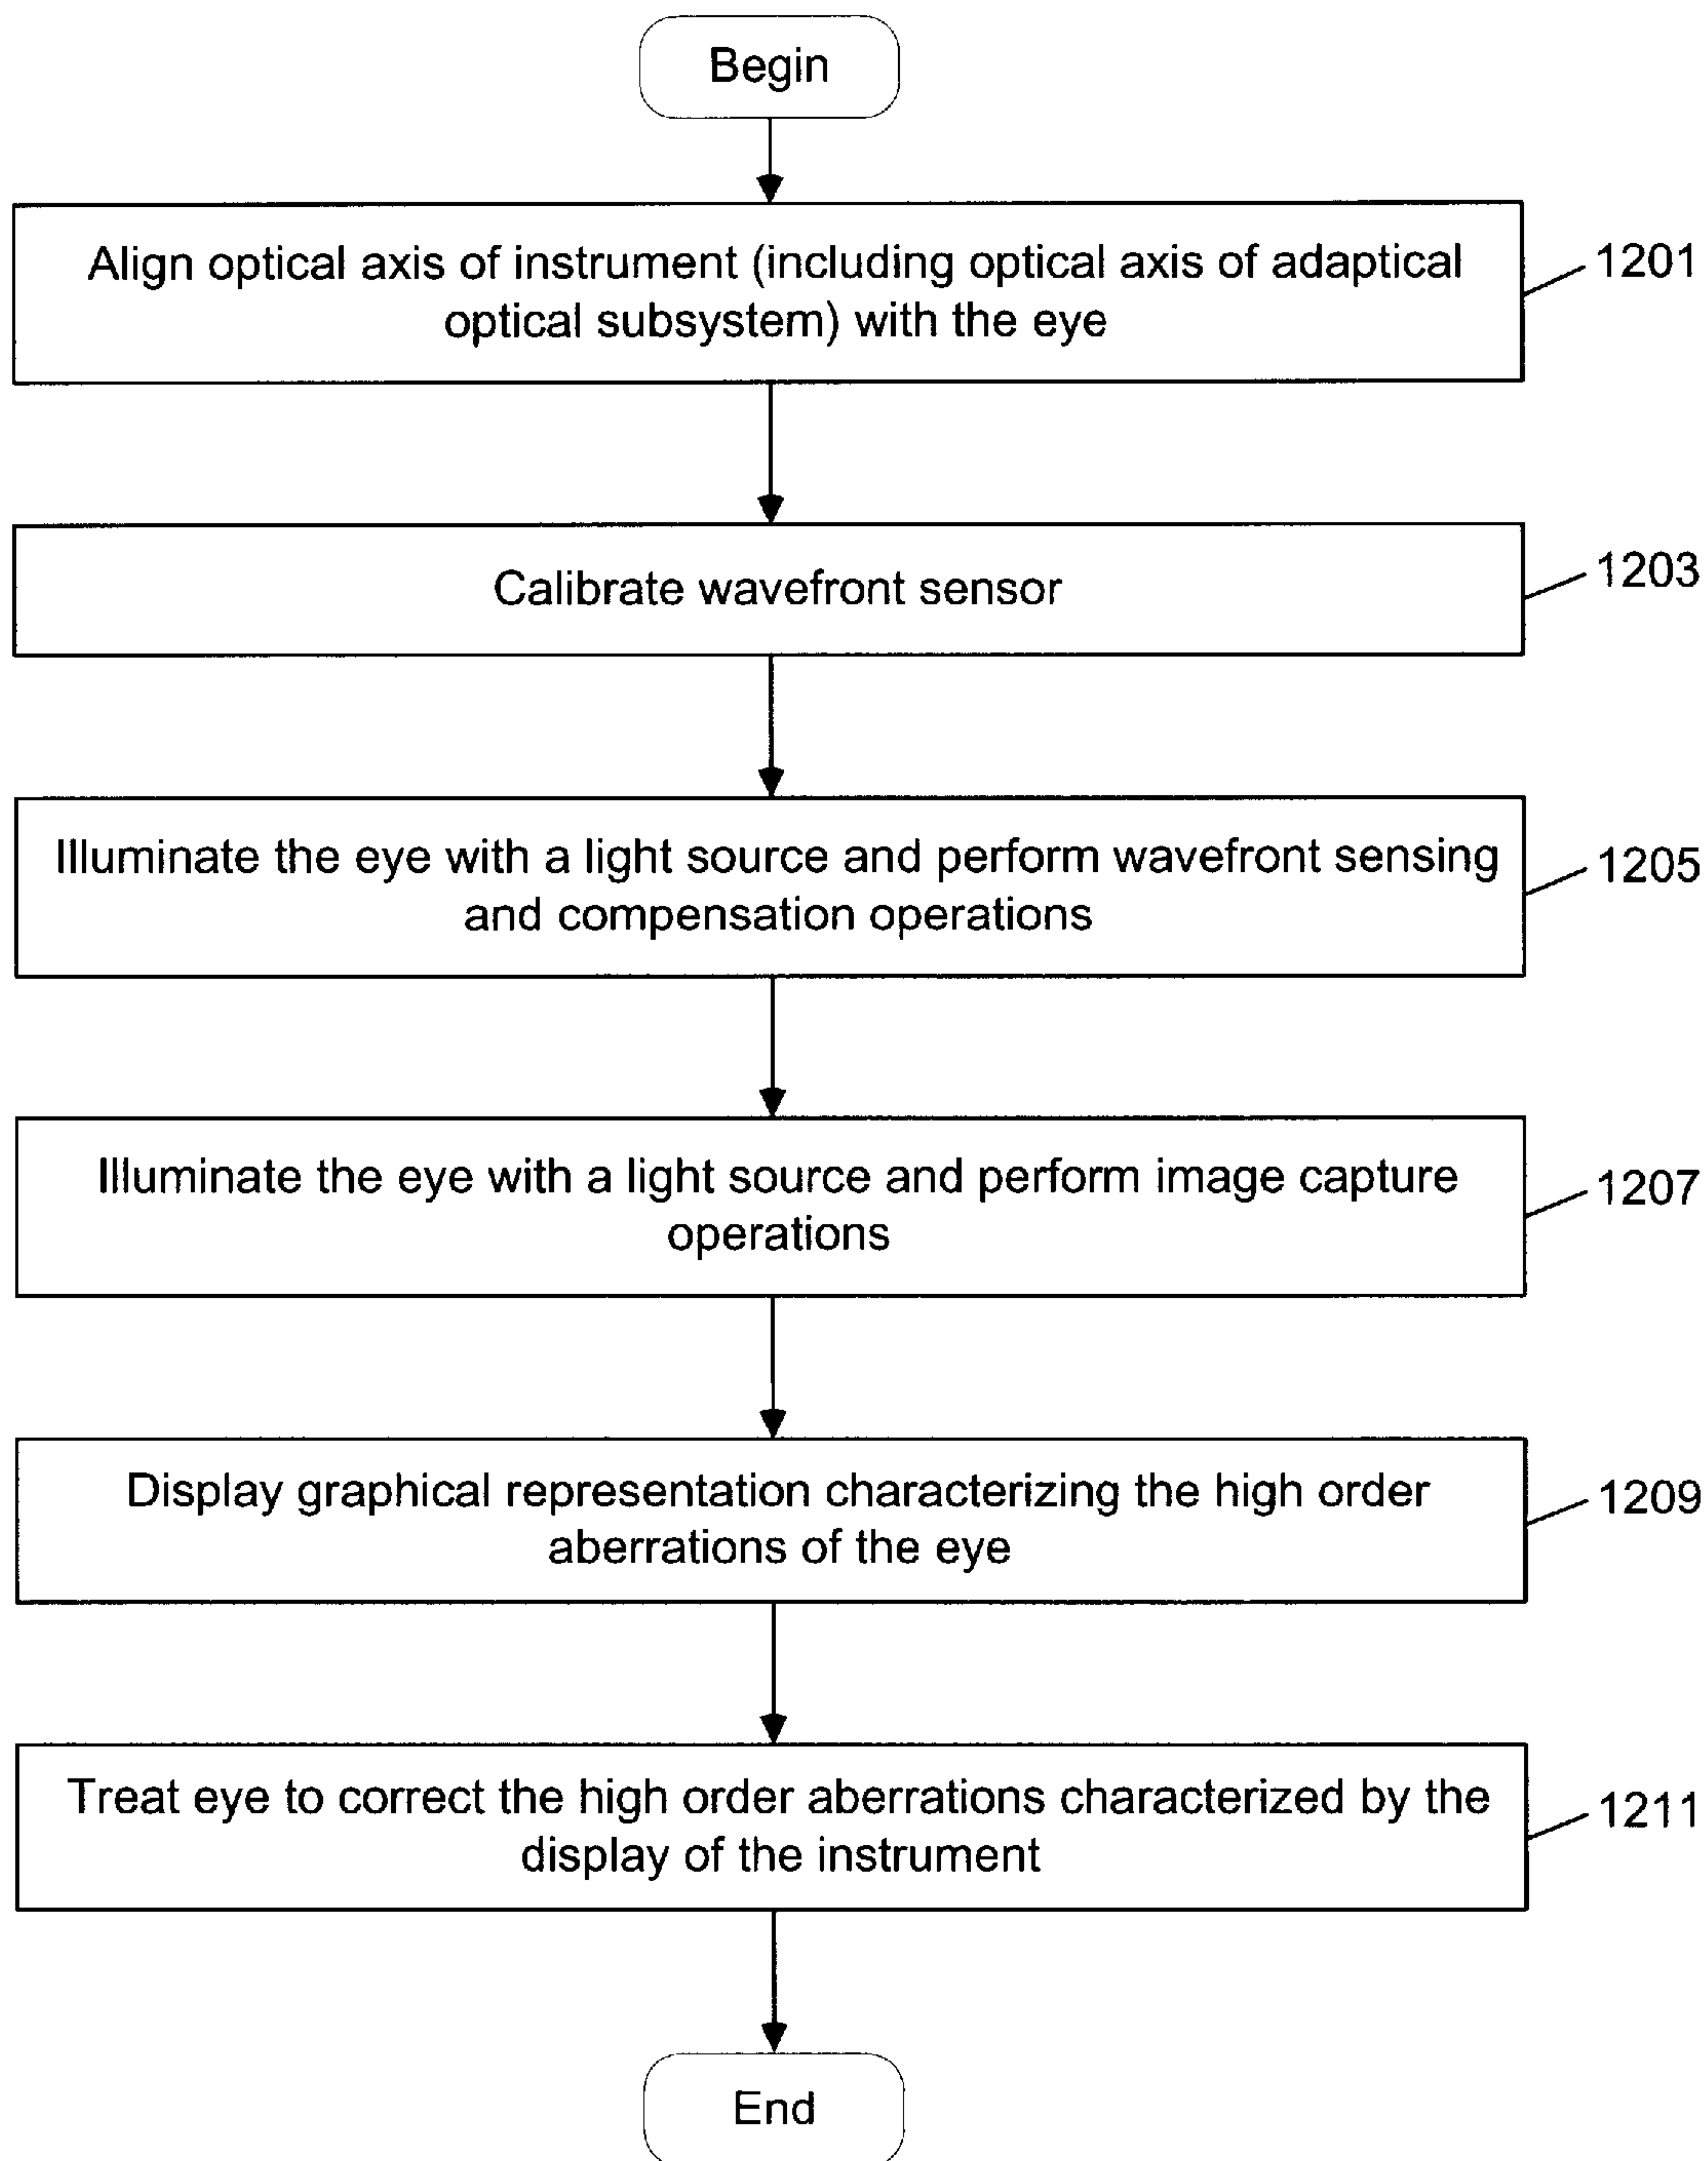 Begin
Align optical axis of instrument (including optical axis of adaptical
optical subsystem) with the eye
1201
Calibrate wavefront sensor
1203
Illuminate the eye with a light source and perform wavefront sensing
and compensation operations
1205
Illuminate the eye with a light source and perform image capture
operations
1207
Display graphical representation characterizing the high order
aberrations of the eye
1209
Treat eye to correct the high order aberrations characterized by the
display of the instrument
1211
End